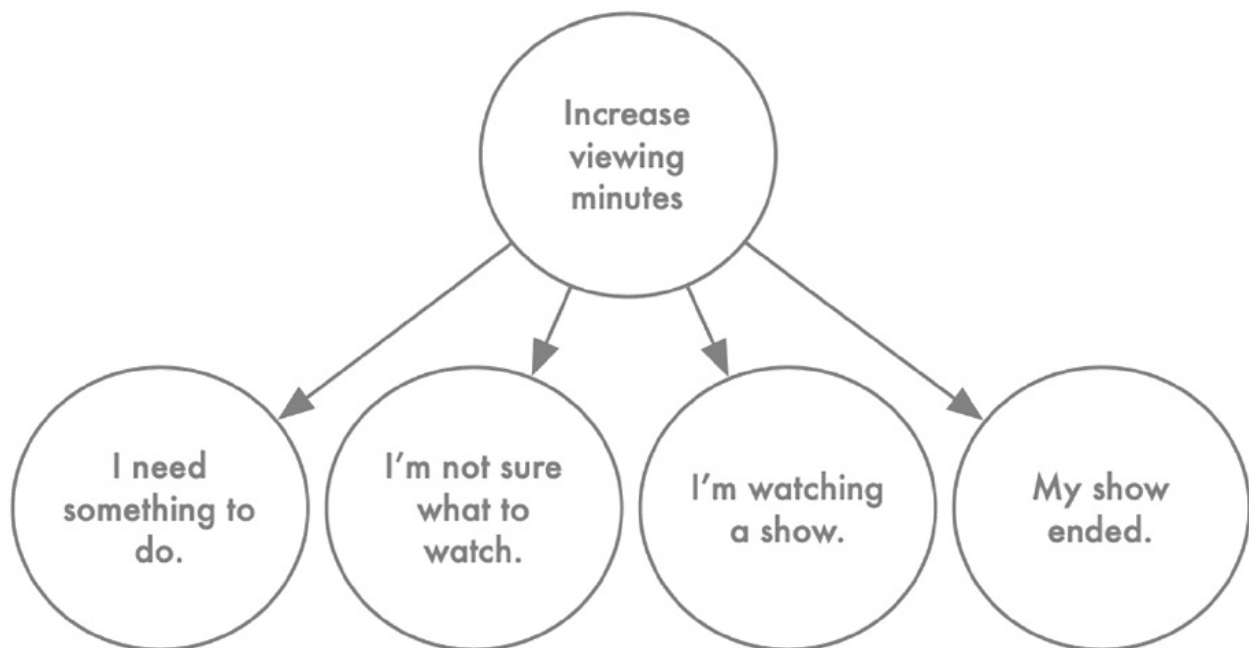 Increase
viewing
minutes
I need
something to
do.
I’m not sure
what to
watch.
I’m watching
a show.
My show
ended.